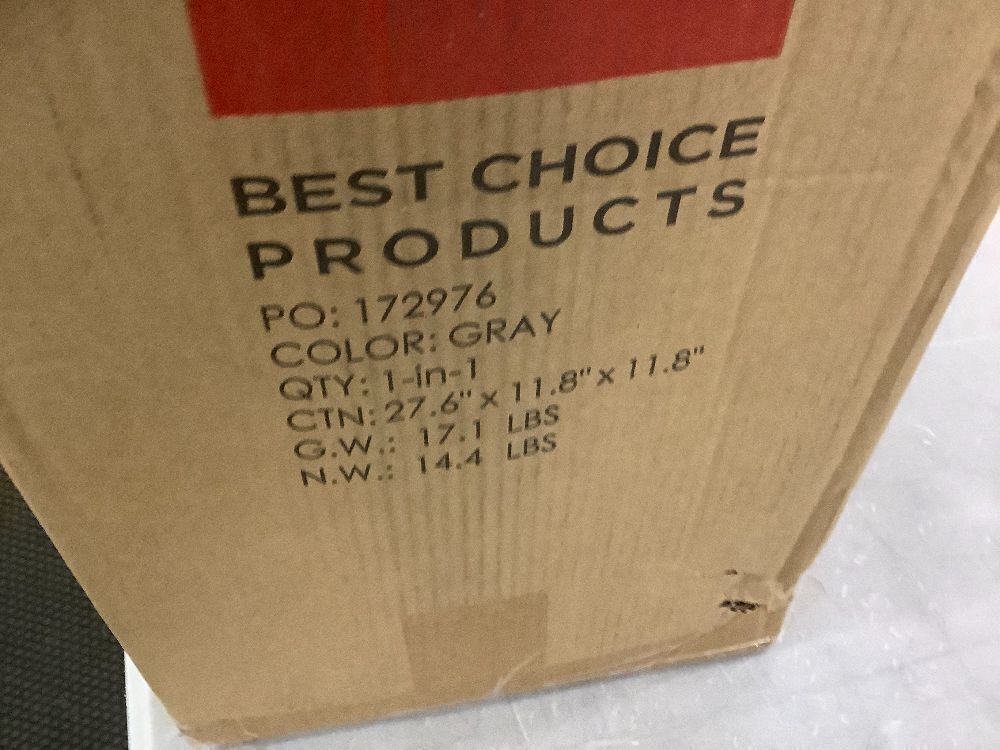 BEST CHOICE
PRODUCTS
PO: 172976
COLOR: GRAY
QTY: 1-in-1
CTN: 27.6" x 11.8" x 11.8"
G.W.: 17.1 LBS
N.W.: 14.4 LBS